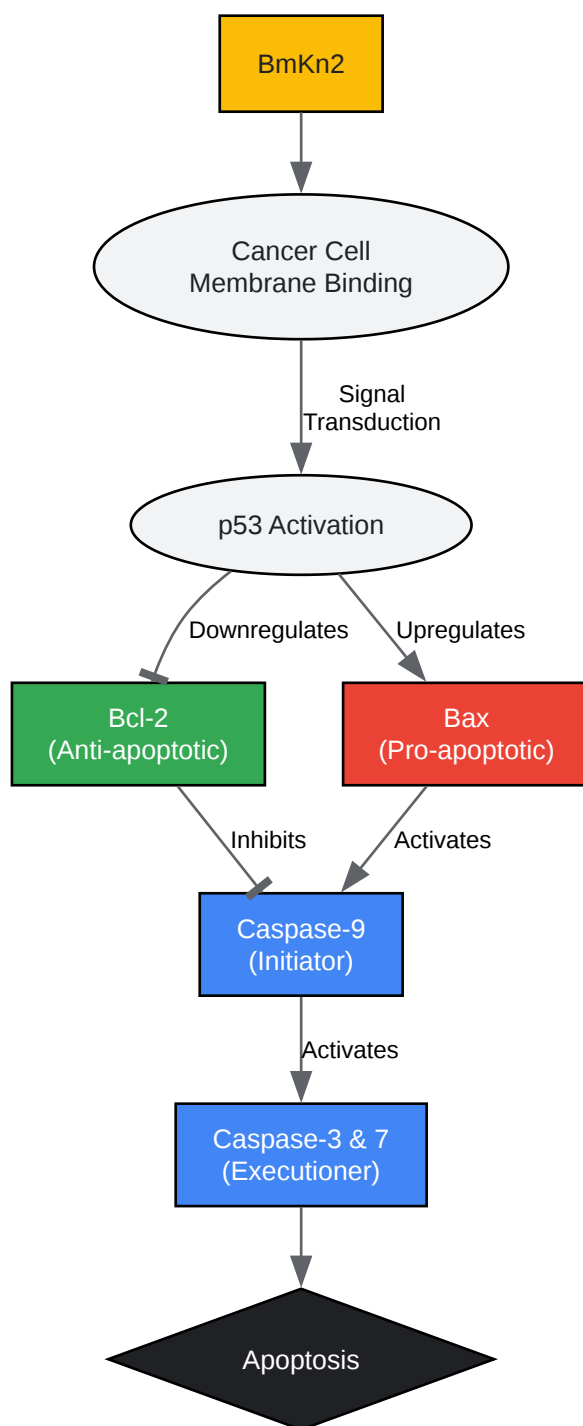 BmKn2
Cancer Cell
Membrane Binding
Signal
Transduction
p53 Activation
Downregulates
Upregulates
Bcl-2
(Anti-apoptotic)
Bax
(Pro-apoptotic)
Inhibits
Activates
Caspase-9
(Initiator)
Activates
Caspase-3 & 7
(Executioner)
Apoptosis